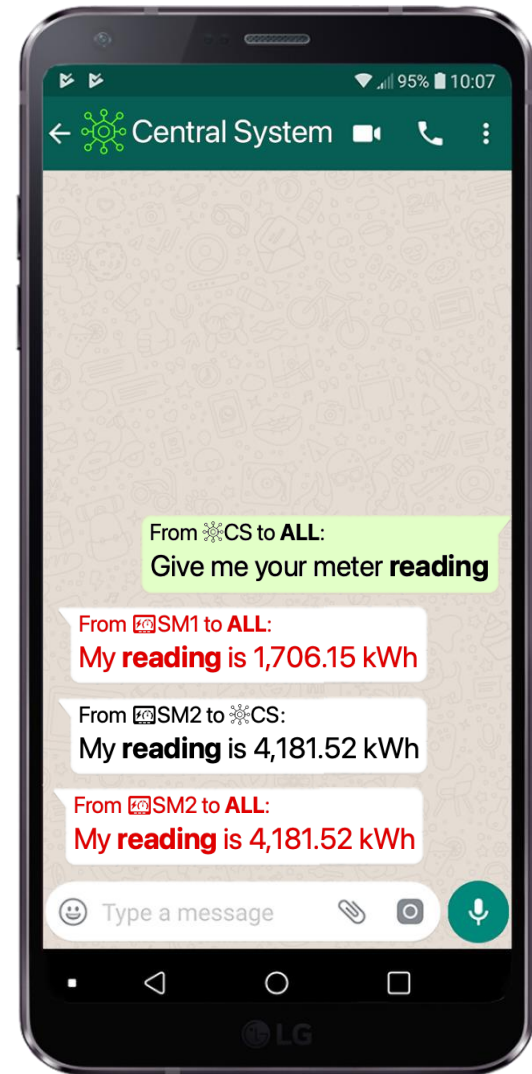 95% 10:07
Central System
From CS to ALL:
Give me your meter reading
From SM1 to ALL:
My reading is 1,706.15 kWh
From SM2 to CS:
My reading is 4,181.52 kWh
From SM2 to ALL:
My reading is 4,181.52 kWh
Type a message
LG